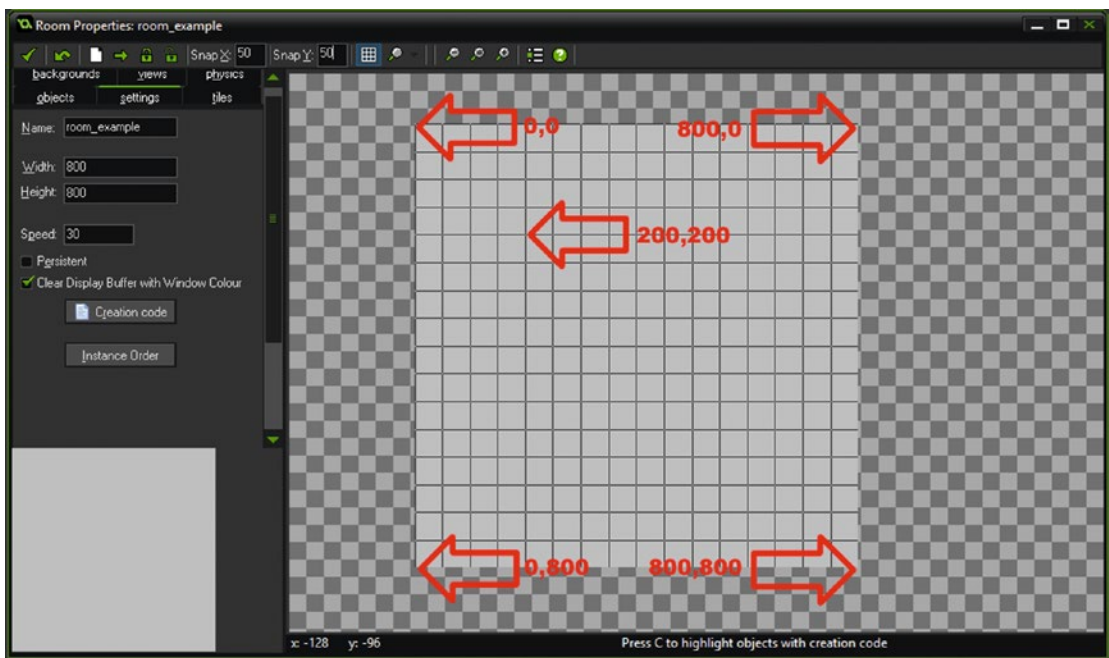 Room Properties: room_example
Snap X: 50 Snap Y: 50
backgrounds views physics
objects settings tiles
Name: room_example
Width: 800
Height: 800
Speed: 30
Persistent
Clear Display Buffer with Window Colour
Creation code
Instance Order
0,0 800,0
200,200
0,800 800,800
x: -128 y: -96 Press C to highlight objects with creation code